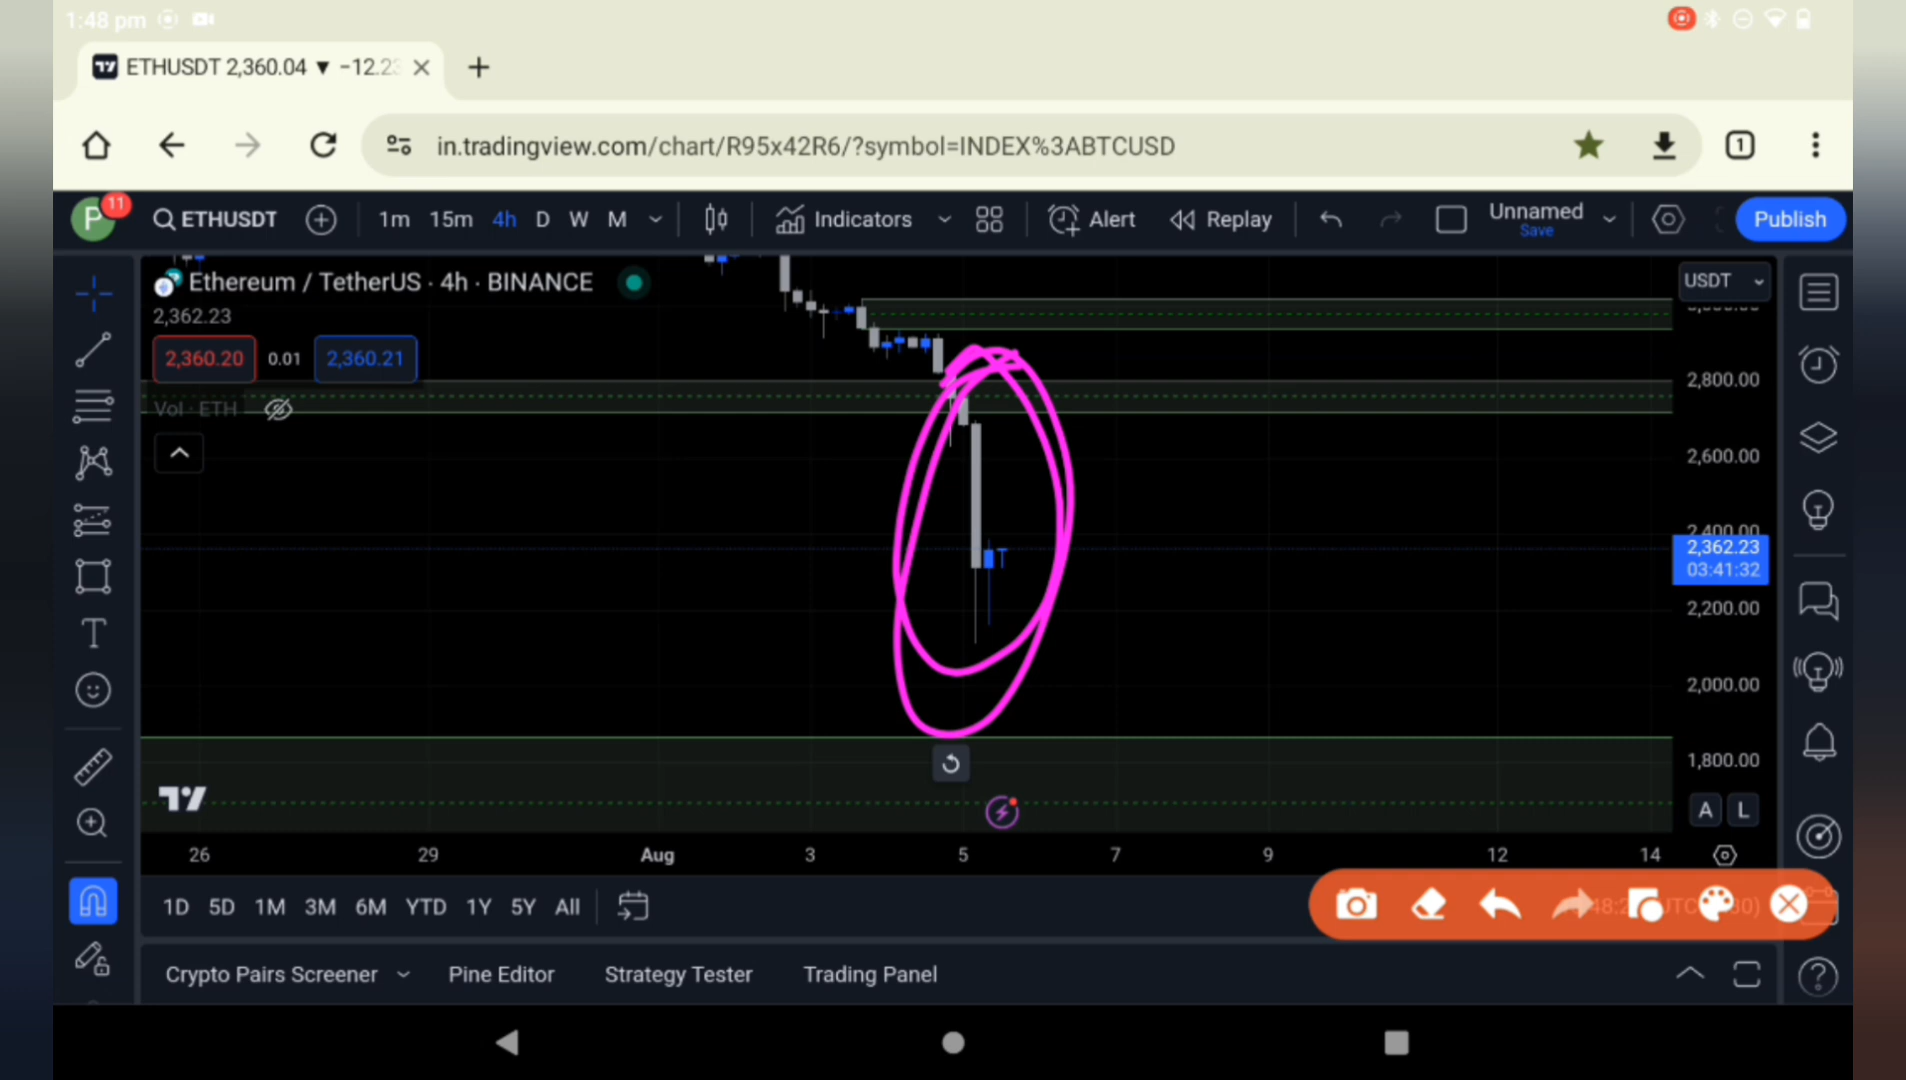 1:48 pm
ETHUSDT 2,360.04 ▼ −12.23
in.tradingview.com/chart/R95x42R6/?symbol=INDEX%3ABTCUSD
1
P
11
ETHUSDT
1m 15m 4h D W M
Indicators
Alert
Replay
Unnamed
Save
Publish
Ethereum / TetherUS · 4h · BINANCE
USDT
2,362.23
2,360.20 0.01 2,360.21
2,800.00
Vol · ETH
2,600.00
2,400.00
2,362.23
03:41:32
2,200.00
2,000.00
1,800.00
A L
26 29 Aug 3 5 7 9 12 14
1D 5D 1M 3M 6M YTD 1Y 5Y All
Crypto Pairs Screener Pine Editor Strategy Tester Trading Panel